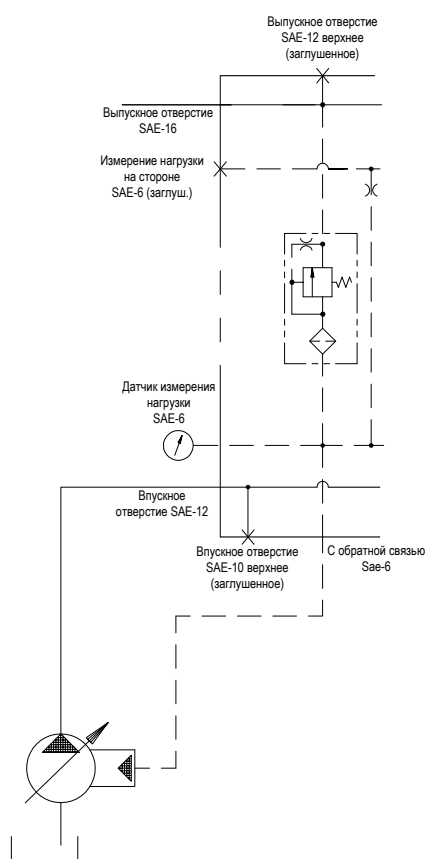 Выпускное отверстие
SAE-12 верхнее
(заглушенное)
Выпускное отверстие
SAE-16
Измерение нагрузки
на стороне
SAE-6 (заглуш.)
Датчик измерения
нагрузки
SAE-6
Впускное
отверстие SAE-12
Впускное отверстие
SAE-10 верхнее
(заглушенное)
С обратной связью
Sae-6